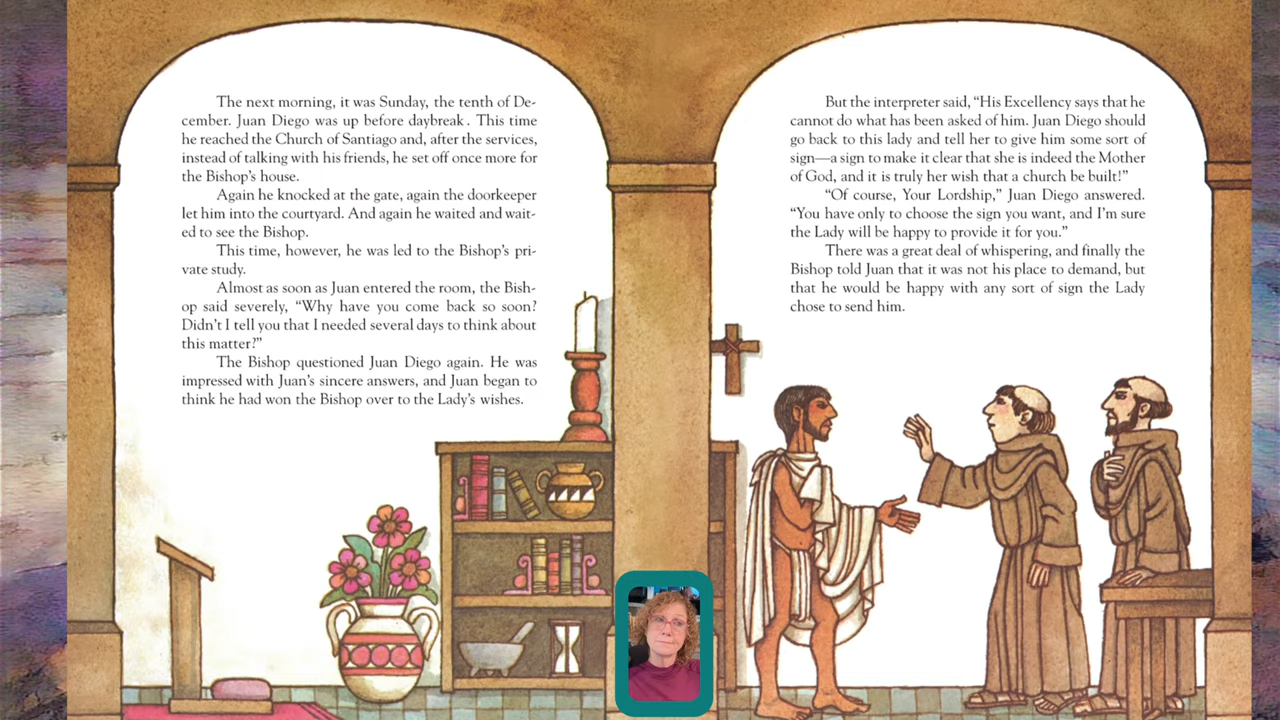 The next morning, it was Sunday, the tenth of De-
cember. Juan Diego was up before daybreak. This time
he reached the Church of Santiago and, after the services,
instead of talking with his friends, he set off once more for
the Bishop's house.
Again he knocked at the gate, again the doorkeeper
let him into the courtyard. And again he waited and wait-
ed to see the Bishop.
This time, however, he was led to the Bishop's pri-
vate study.
Almost as soon as Juan entered the room, the Bish-
op said severely, “Why have you come back so soon?
Didn't I tell you that I needed several days to think about
this matter?”
The Bishop questioned Juan Diego again. He was
impressed with Juan's sincere answers, and Juan began to
think he had won the Bishop over to the Lady's wishes.
But the interpreter said, “His Excellency says that he
cannot do what has been asked of him. Juan Diego should
go back to this lady and tell her to give him some sort of
sign—a sign to make it clear that she is indeed the Mother
of God, and it is truly her wish that a church be built!”
“Of course, Your Lordship,” Juan Diego answered.
“You have only to choose the sign you want, and I'm sure
the Lady will be happy to provide it for you.”
There was a great deal of whispering, and finally the
Bishop told Juan that it was not his place to demand, but
that he would be happy with any sort of sign the Lady
chose to send him.